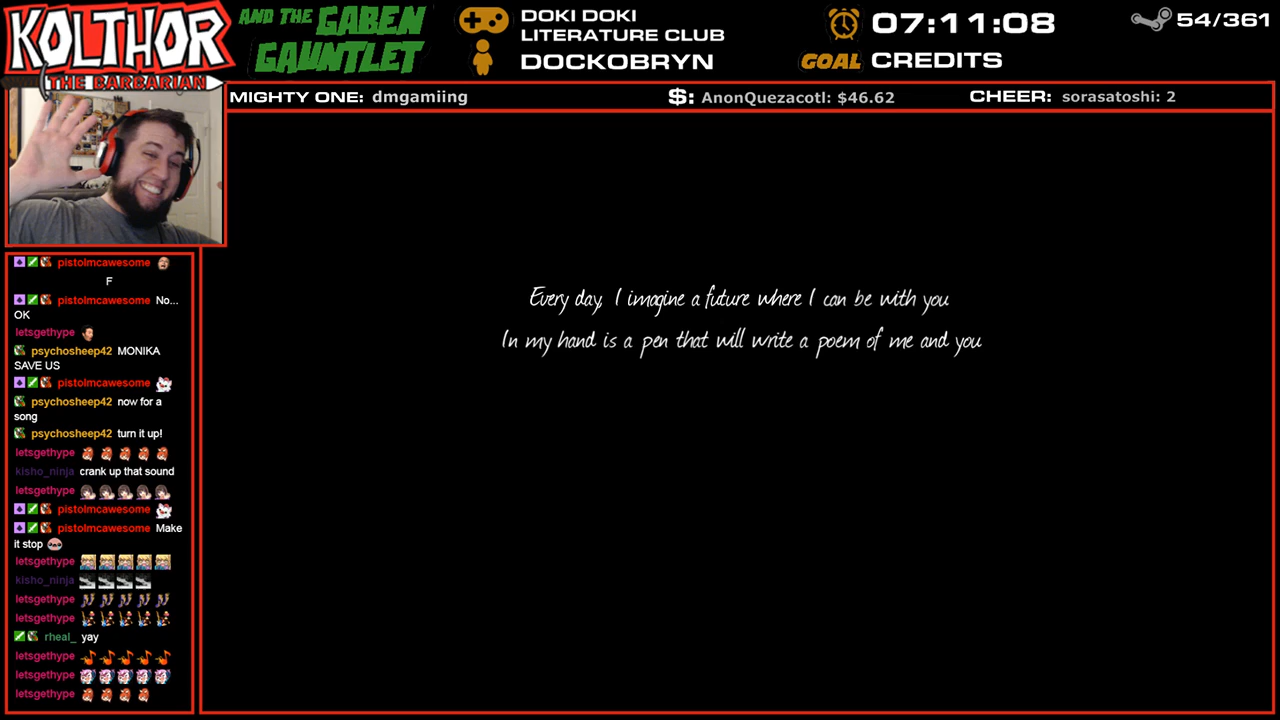 KOLTHOR
THE BARBARIAN
AND THE GABEN
GAUNTLET
DOKI DOKI
LITERATURE CLUB
DOCKOBRYN
07:11:08
GOAL CREDITS
54/361
MIGHTY ONE: dmgamiing
$: AnonQuezacotl: $46.62
CHEER: sorasatoshi: 2
pistolmcawesome
F
pistolmcawesome No...
OK
letsgethype
psychosheep42 MONIKA
SAVE US
pistolmcawesome
psychosheep42 now for a
song
psychosheep42 turn it up!
letsgethype
kisho_ninja crank up that sound
letsgethype
pistolmcawesome
pistolmcawesome Make
it stop
letsgethype
kisho_ninja
letsgethype
letsgethype
rheal_ yay
letsgethype
letsgethype
letsgethype
Every day, I imagine a future where I can be with you
In my hand is a pen that will write a poem of me and you